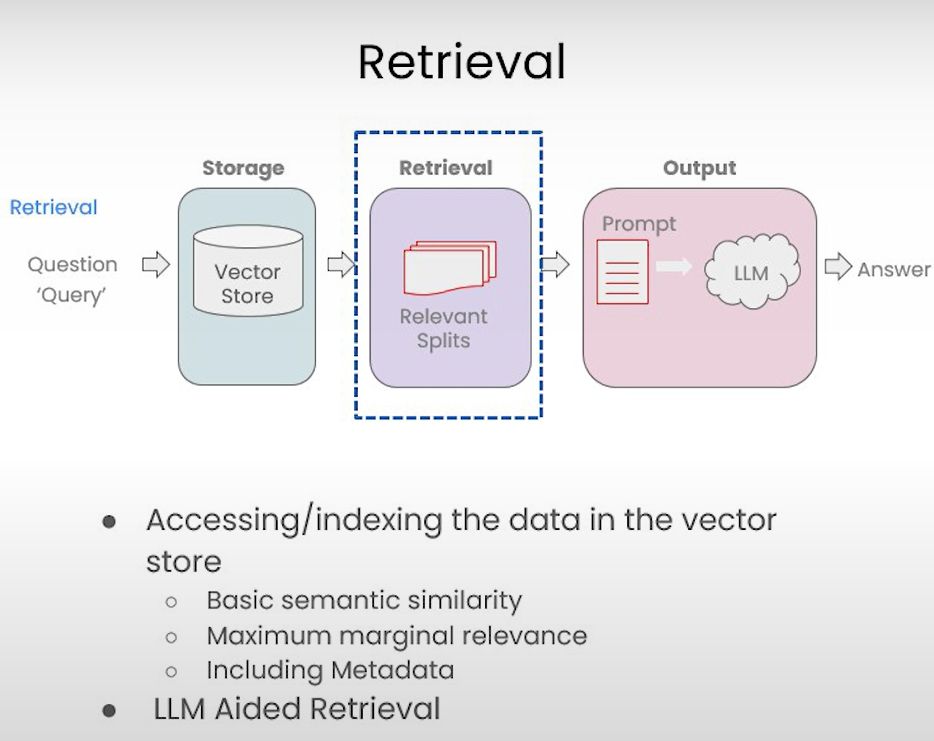 Retrieval
Storage
Retrieval
Output
Retrieval
Question
‘Query’
Vector
Store
Relevant
Splits
Prompt
LLM
Answer
● Accessing/indexing the data in the vector
store
○ Basic semantic similarity
○ Maximum marginal relevance
○ Including Metadata
● LLM Aided Retrieval